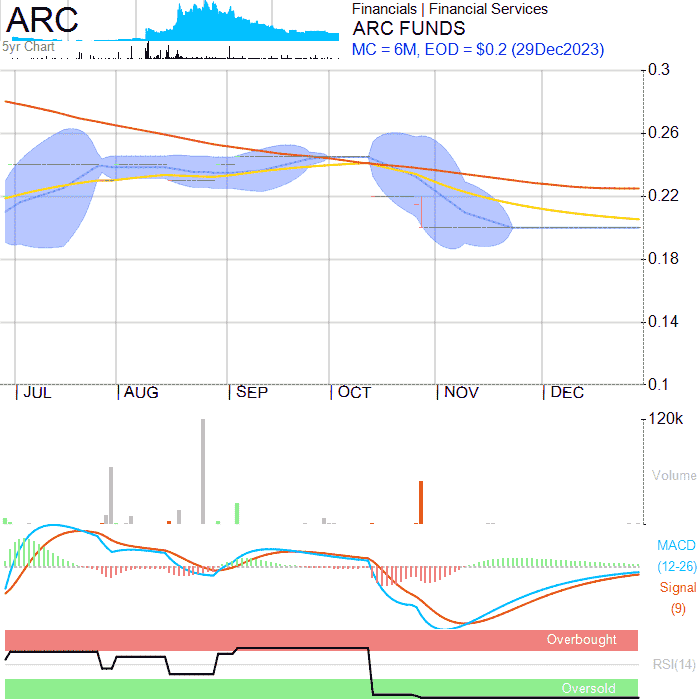 ARC
5yr Chart
Financials | Financial Services
ARC FUNDS
MC = 6M, EOD = $0.2 (29Dec2023)
0.3
0.26
0.22
0.18
0.14
0.1
JUL AUG SEP OCT NOV DEC
120k
Volume
MACD
(12-26)
Signal
(9)
Overbought
RSI(14)
Oversold